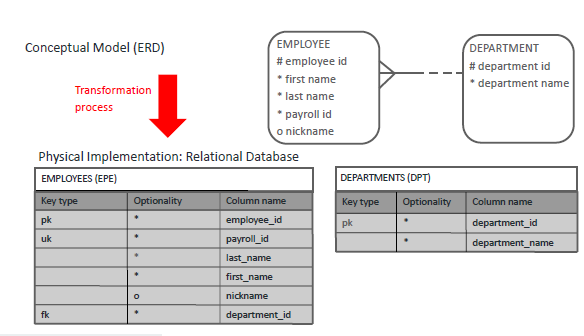 Conceptual Model (ERD)
Transformation
process
EMPLOYEE
# employee id
* first name
* last name
* payroll id
o nickname
DEPARTMENT
# department id
* department name
Physical Implementation: Relational Database
EMPLOYEES (EPE)
Key type Optionality Column name
pk * employee_id
uk * payroll_id
* last_name
* first_name
o nickname
fk * department_id
DEPARTMENTS (DPT)
Key type Optionality Column name
pk * department_id
* department_name